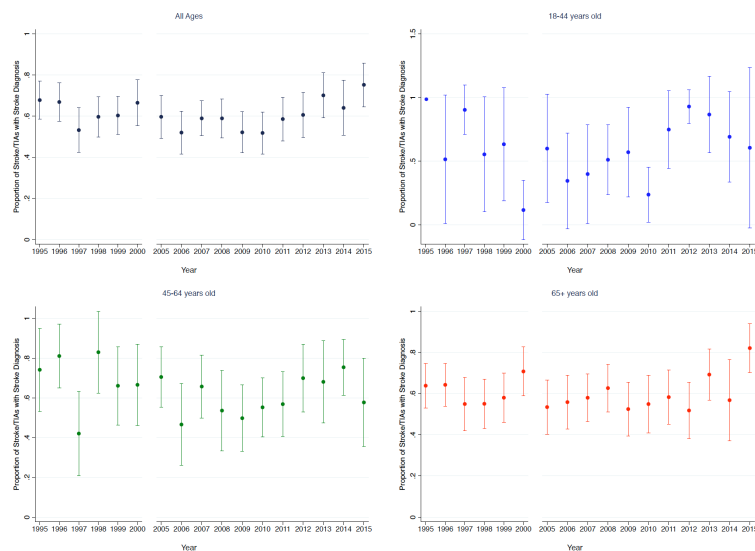 All Ages
Proportion of Stroke/TIAs with Stroke Diagnosis
1
.8
.6
.4
.2
0
1995 1996 1997 1998 1999 2000 2005 2006 2007 2008 2009 2010 2011 2012 2013 2014 2015
Year
18-44 years old
Proportion of Stroke/TIAs with Stroke Diagnosis
1.5
1
0.5
0
1995 1996 1997 1998 1999 2000 2005 2006 2007 2008 2009 2010 2011 2012 2013 2014 2015
Year
45-64 years old
Proportion of Stroke/TIAs with Stroke Diagnosis
1
.8
.6
.4
.2
0
1995 1996 1997 1998 1999 2000 2005 2006 2007 2008 2009 2010 2011 2012 2013 2014 2015
Year
65+ years old
Proportion of Stroke/TIAs with Stroke Diagnosis
1
.8
.6
.4
.2
0
1995 1996 1997 1998 1999 2000 2005 2006 2007 2008 2009 2010 2011 2012 2013 2014 2015
Year